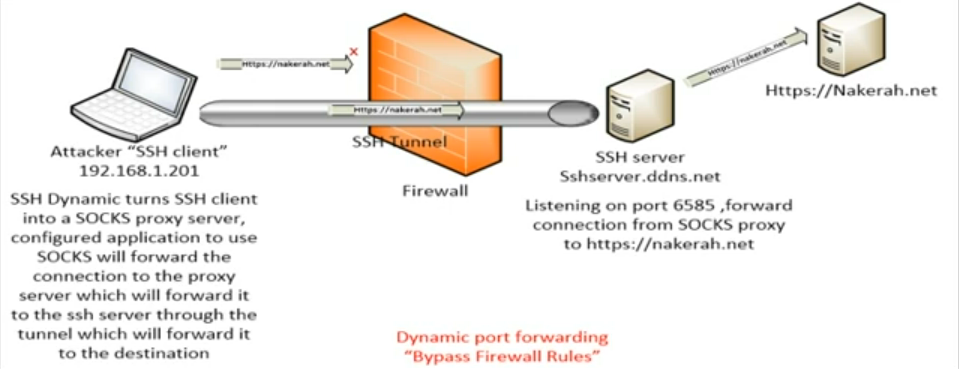 Https://nakerah.net
x
Https://nakerah.net
Https://nakerah.net
Https://Nakerah.net
SSH Tunnel
Firewall
Attacker “SSH client”
192.168.1.201
SSH Dynamic turns SSH client
into a SOCKS proxy server,
configured application to use
SOCKS will forward the
connection to the proxy
server which will forward it
to the ssh server through the
tunnel which will forward it
to the destination
SSH server
Sshserver.ddns.net
Listening on port 6585 ,forward
connection from SOCKS proxy
to https://nakerah.net
Dynamic port forwarding
“Bypass Firewall Rules”